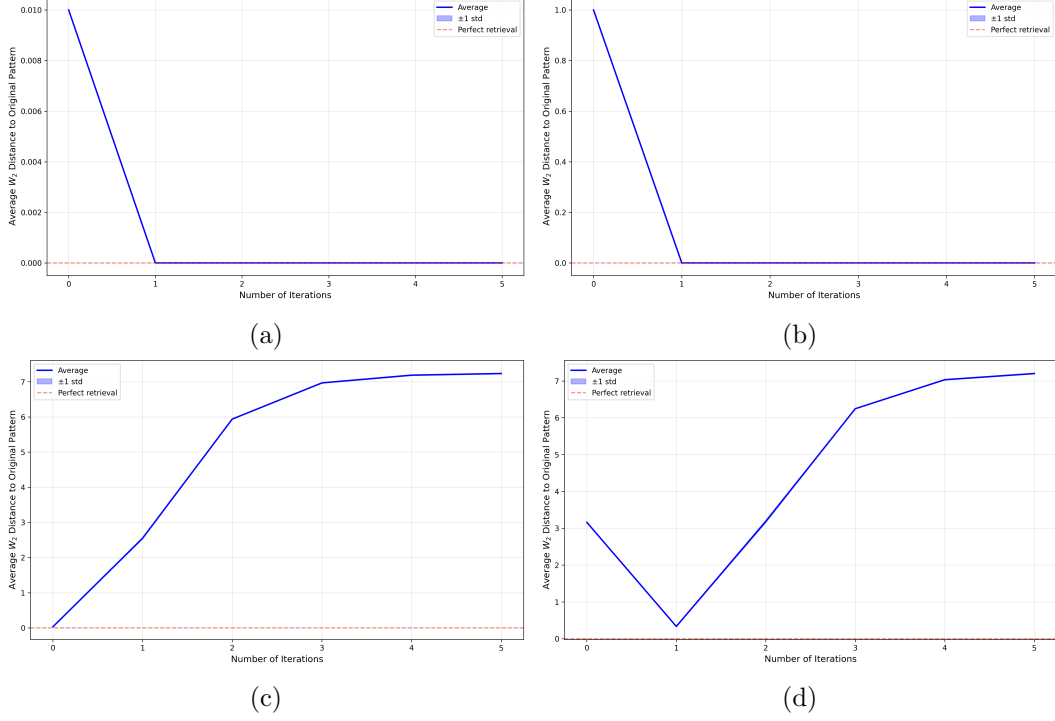 0.010
0.008
0.006
0.004
0.002
0.000
Average W₂ Distance to Original Pattern
0 1 2 3 4 5
Number of Iterations
Average
±1 std
Perfect retrieval
(a)
1.0
0.8
0.6
0.4
0.2
0.0
Average W₂ Distance to Original Pattern
0 1 2 3 4 5
Number of Iterations
Average
±1 std
Perfect retrieval
(b)
7
6
5
4
3
2
1
0
Average W₂ Distance to Original Pattern
0 1 2 3 4 5
Number of Iterations
Average
±1 std
Perfect retrieval
(c)
7
6
5
4
3
2
1
0
Average W₂ Distance to Original Pattern
0 1 2 3 4 5
Number of Iterations
Average
±1 std
Perfect retrieval
(d)